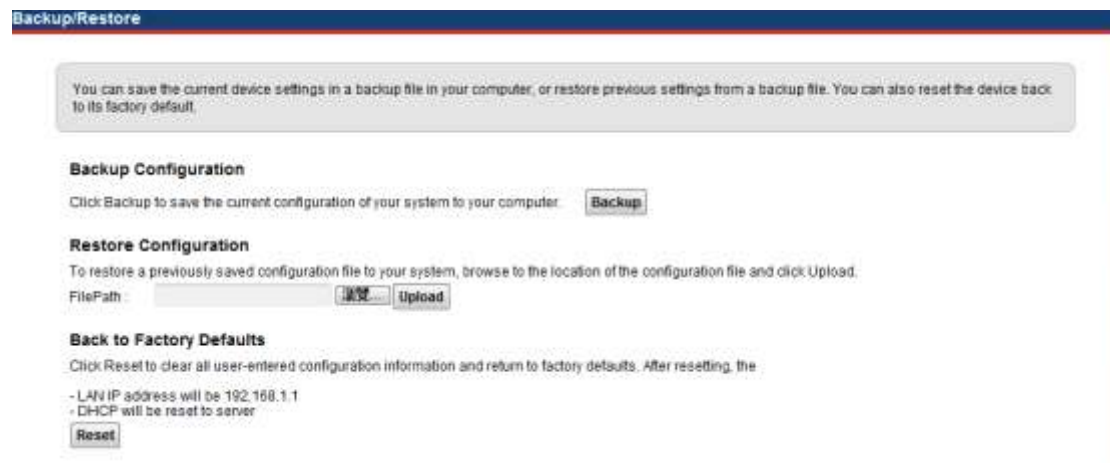 Backup/Restore
You can save the current device settings in a backup file in your computer, or restore previous settings from a backup file. You can also reset the device back
to its factory default.
Backup Configuration
Click Backup to save the current configuration of your system to your computer. Backup
Restore Configuration
To restore a previously saved configuration file to your system, browse to the location of the configuration file and click Upload.
FilePath : 瀏覽... Upload
Back to Factory Defaults
Click Reset to clear all user-entered configuration information and return to factory defaults. After resetting, the
- LAN IP address will be 192.168.1.1
- DHCP will be reset to server
Reset